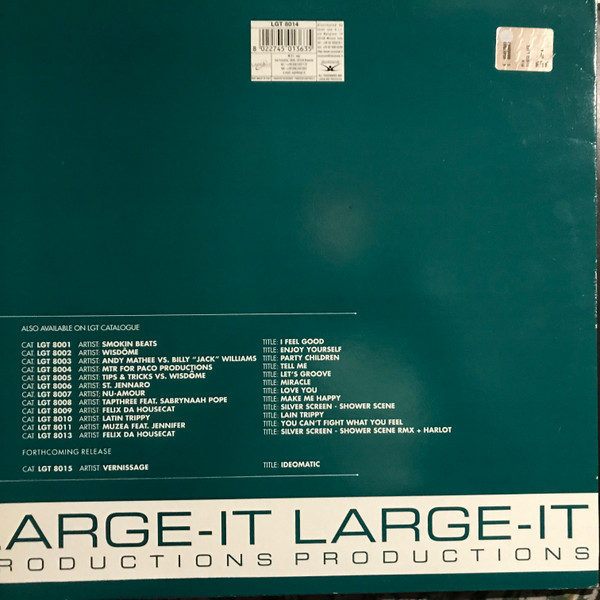 LGT 8014
8 022745 013635
ALSO AVAILABLE ON LGT CATALOGUE
CAT: LGT 8001 ARTIST: SMOKIN BEATS TITLE: I FEEL GOOD
CAT: LGT 8002 ARTIST: WISDÔME TITLE: ENJOY YOURSELF
CAT: LGT 8003 ARTIST: ANDY MATHEE VS. BILLY "JACK" WILLIAMS TITLE: PARTY CHILDREN
CAT: LGT 8004 ARTIST: MTR FOR PACO PRODUCTIONS TITLE: TELL ME
CAT: LGT 8005 ARTIST: TIPS & TRICKS VS. WISDÔME TITLE: LET'S GROOVE
CAT: LGT 8006 ARTIST: ST. JENNARO TITLE: MIRACLE
CAT: LGT 8007 ARTIST: NU-AMOUR TITLE: LOVE YOU
CAT: LGT 8008 ARTIST: TAPTHREE FEAT. SABRYNAAH POPE TITLE: MAKE ME HAPPY
CAT: LGT 8009 ARTIST: FELIX DA HOUSECAT TITLE: SILVER SCREEN - SHOWER SCENE
CAT: LGT 8010 ARTIST: LATIN TRIPPY TITLE: LAIN TRIPPY
CAT: LGT 8011 ARTIST: MUZEA FEAT. JENNIFER TITLE: YOU CAN'T FIGHT WHAT YOU FEEL
CAT: LGT 8013 ARTIST: FELIX DA HOUSECAT TITLE: SILVER SCREEN - SHOWER SCENE RMX + HARLOT
FORTHCOMING RELEASE
CAT: LGT 8015 ARTIST: VERNISSAGE TITLE: IDEOMATIC
LARGE-IT LARGE-IT
PRODUCTIONS PRODUCTIONS